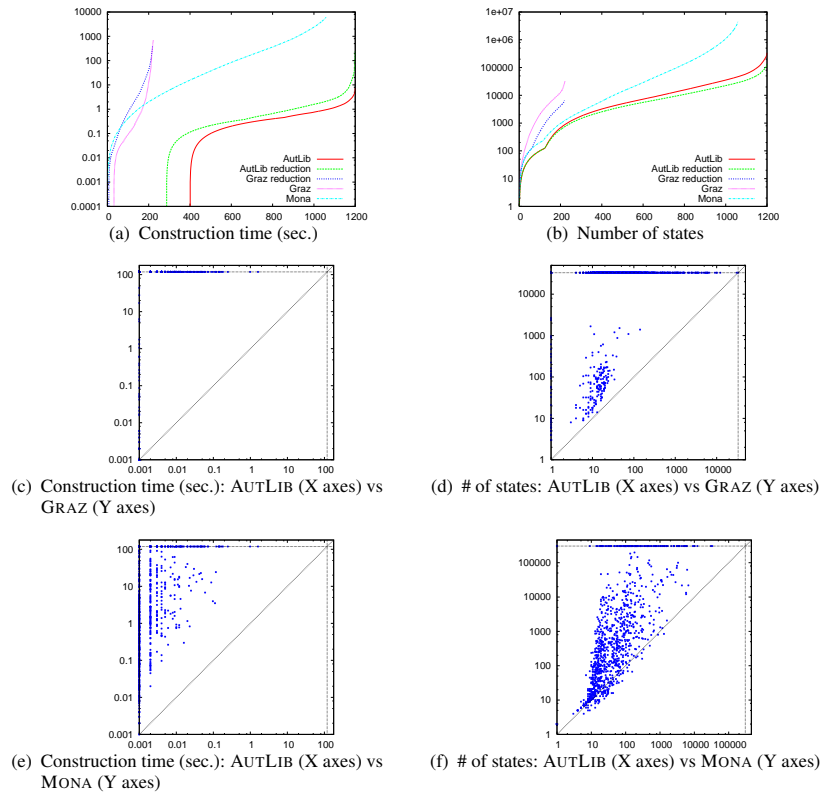 10000
1000
100
10
1
0.1
0.01
0.001
0.0001
0 200 400 600 800 1000 1200
AutLib
AutLib reduction
Graz reduction
Graz
Mona
(a) Construction time (sec.)
1e+07
1e+06
100000
10000
1000
100
10
1
0 200 400 600 800 1000 1200
AutLib
AutLib reduction
Graz reduction
Graz
Mona
(b) Number of states
100
10
1
0.1
0.01
0.001
0.001 0.01 0.1 1 10 100
(c) Construction time (sec.): AUTLIB (X axes) vs
GRAZ (Y axes)
10000
1000
100
10
1
1 10 100 1000 10000
(d) # of states: AUTLIB (X axes) vs GRAZ (Y axes)
100
10
1
0.1
0.01
0.001
0.001 0.01 0.1 1 10 100
(e) Construction time (sec.): AUTLIB (X axes) vs
MONA (Y axes)
100000
10000
1000
100
10
1
1 10 100 1000 10000 100000
(f) # of states: AUTLIB (X axes) vs MONA (Y axes)